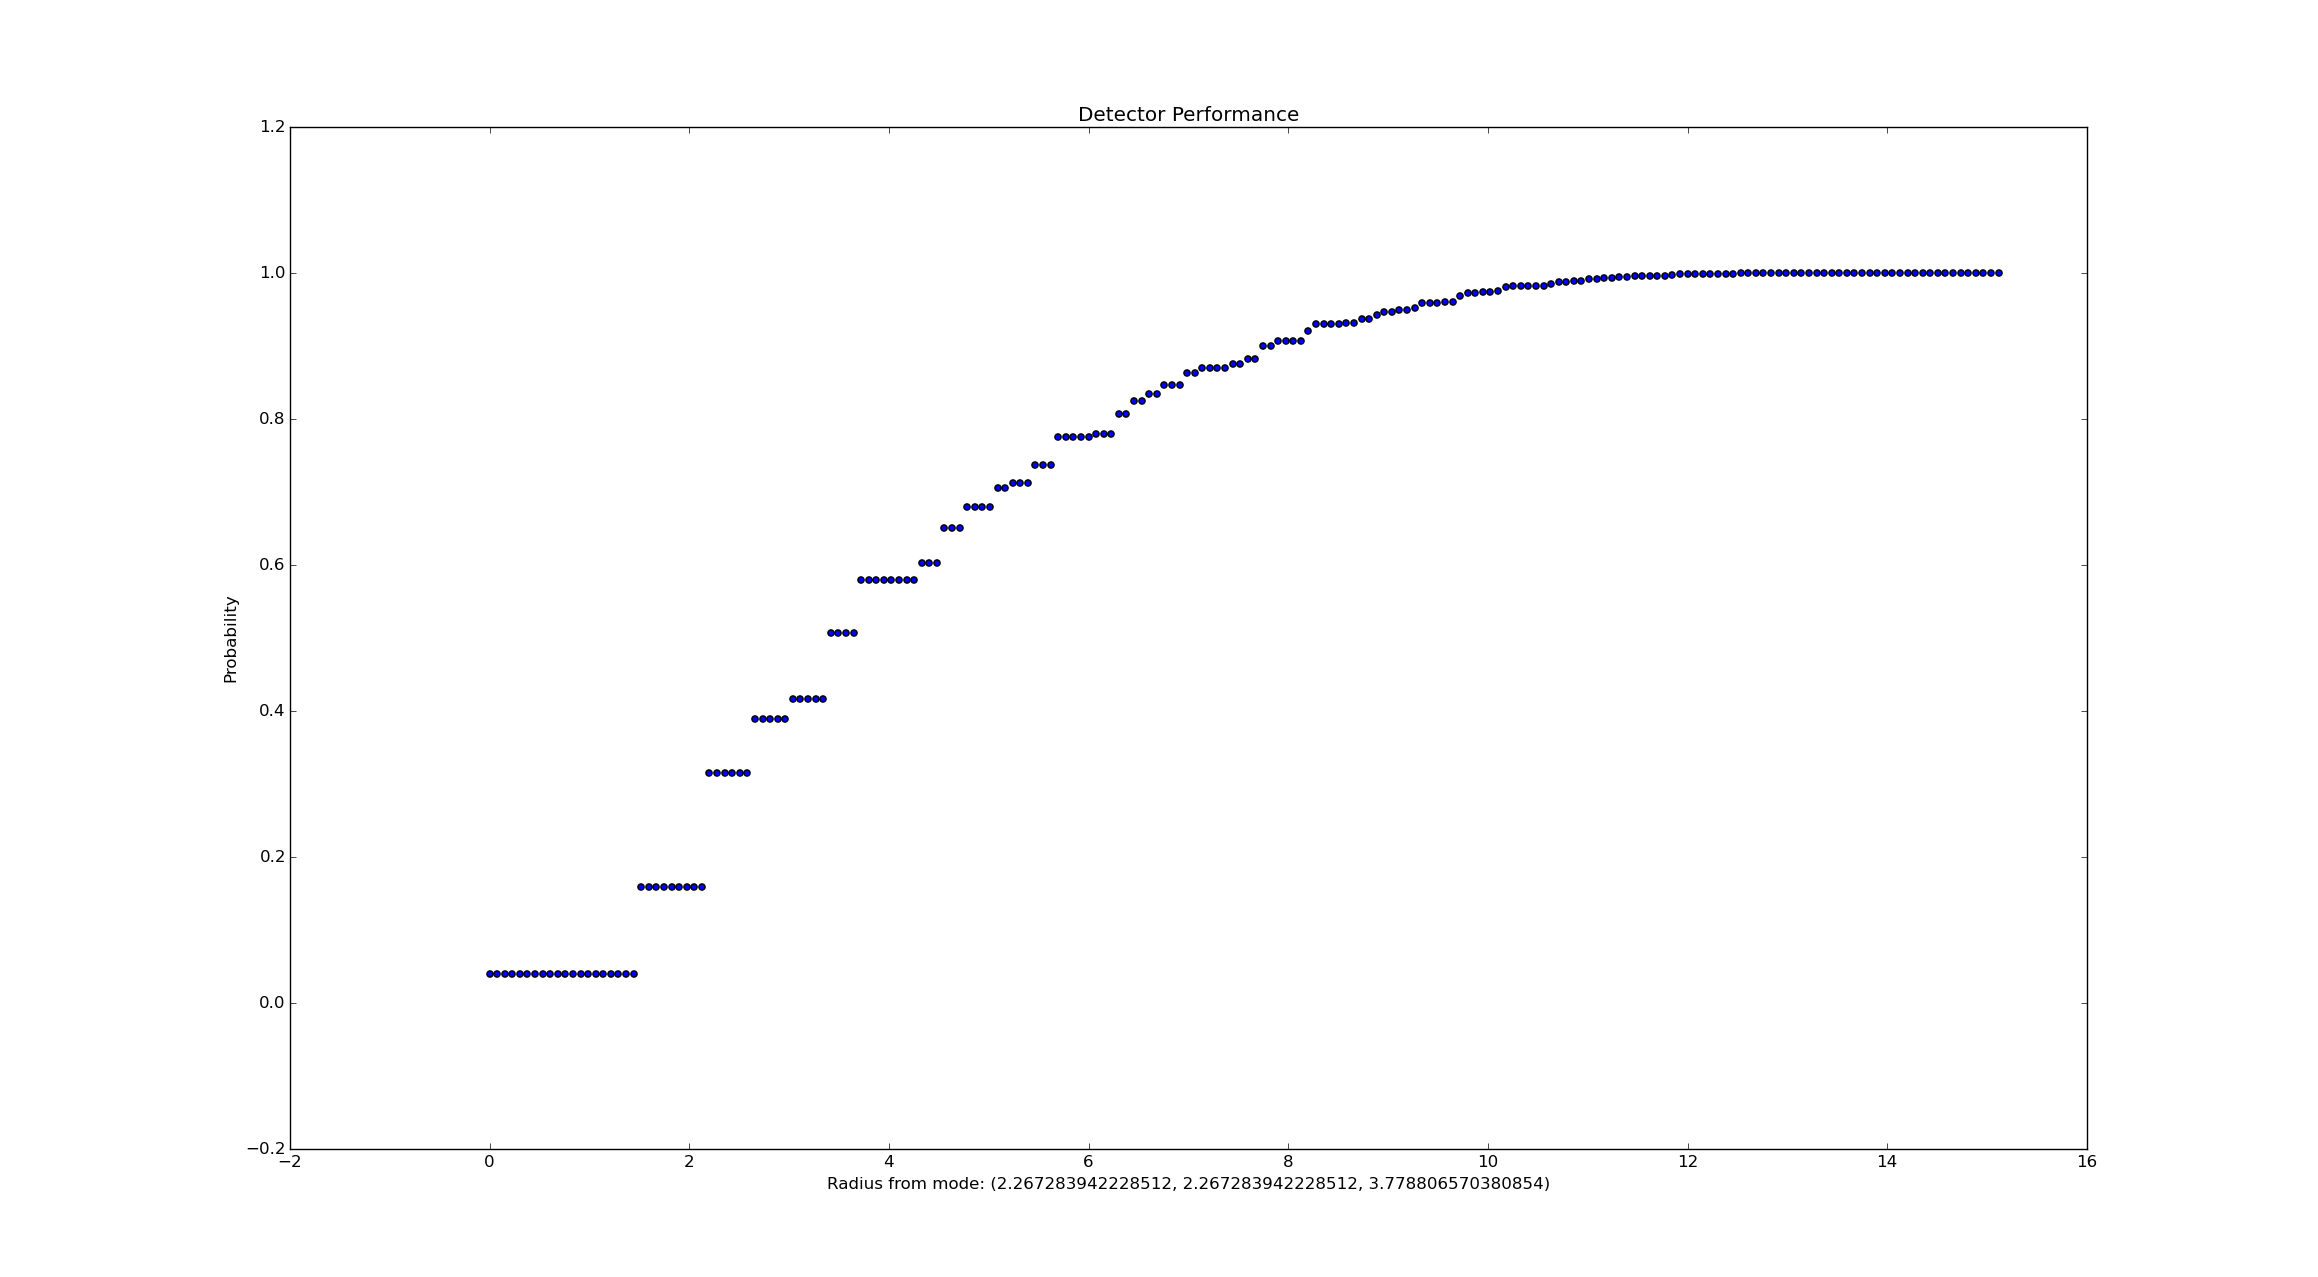 Detector Performance
1.2
1.0
0.8
0.6
0.4
0.2
0.0
−0.2
Probability
−2 0 2 4 6 8 10 12 14 16
Radius from mode: (2.267283942228512, 2.267283942228512, 3.778806570380854)